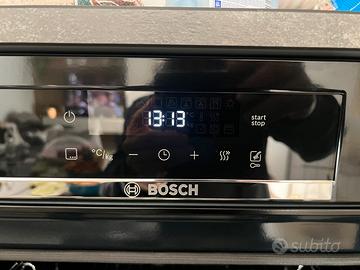 13:13
start
stop
°C/kg
− +
BOSCH
subito